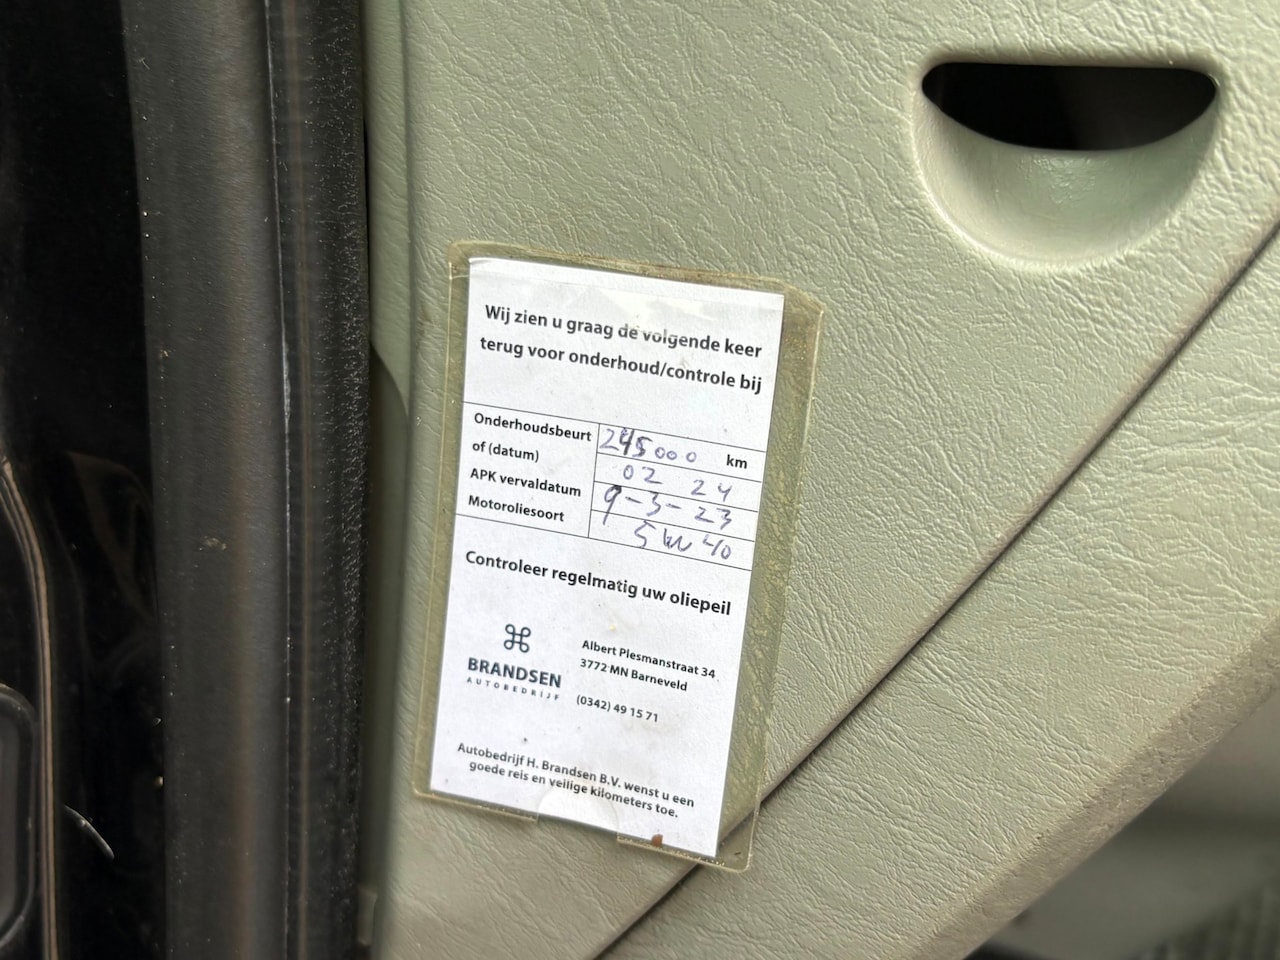 Wij zien u graag de volgende keer
terug voor onderhoud/controle bij
Onderhoudsbeurt 245000 km
of (datum) 02 24
APK vervaldatum 9-3-23
Motoroliesoort 5W40
Controleer regelmatig uw oliepeil
BRANDSEN
AUTOBEDRIJF
Albert Plesmanstraat 34
3772 MN Barneveld
(0342) 49 15 71
Autobedrijf H. Brandsen B.V. wenst u een
goede reis en veilige kilometers toe.